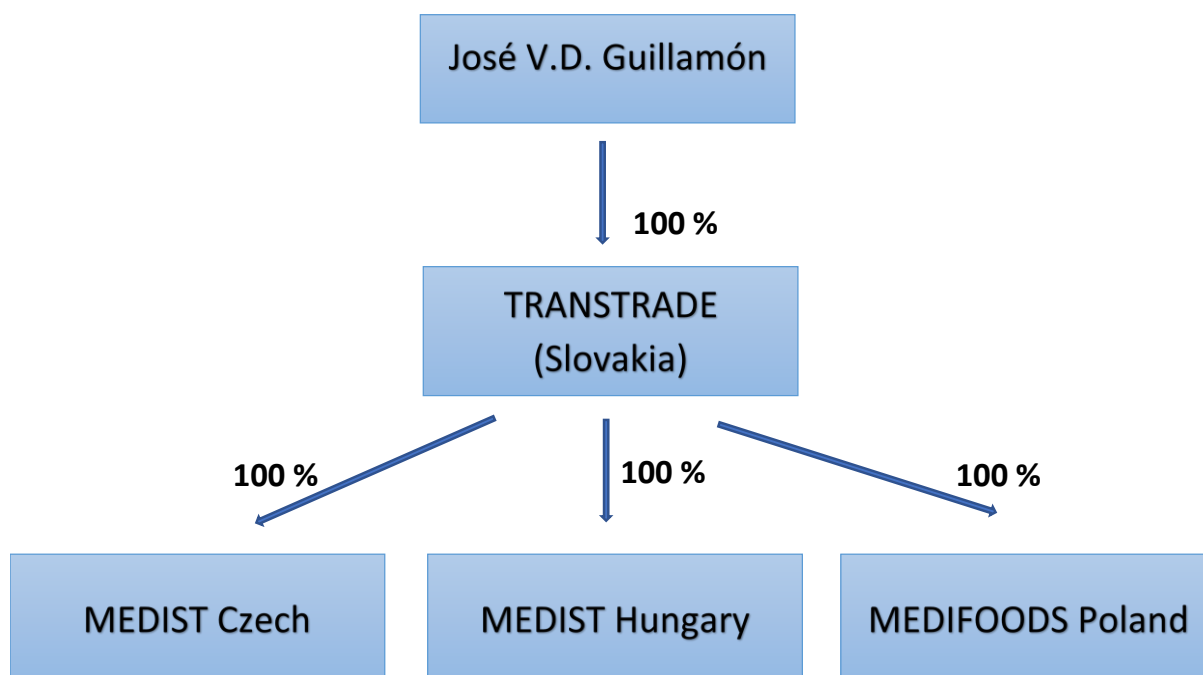 José V.D. Guillamón
100 %
TRANSTRADE
(Slovakia)
100 %
100 %
100 %
MEDIST Czech
MEDIST Hungary
MEDIFOODS Poland